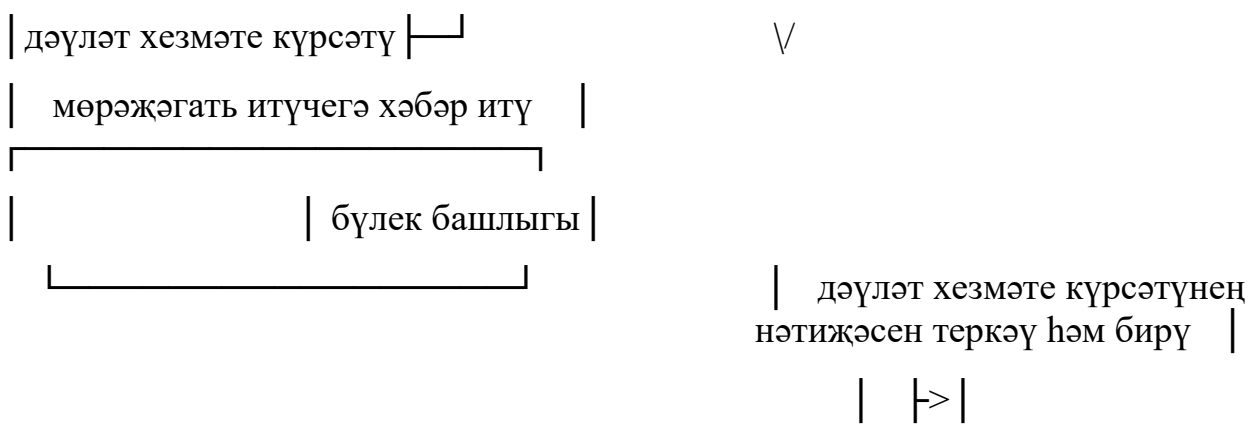 │дәүләт хезмәте күрсәтү├─┘ \/
│ мөрәҗәгать итүчегә хәбәр итү │
┌──────────────────┐
│ │ бүлек башлыгы│
└────────────────┘ │ дәүләт хезмәте күрсәтүнең
нәтиҗәсен теркәү һәм бирү │
│ ├>│